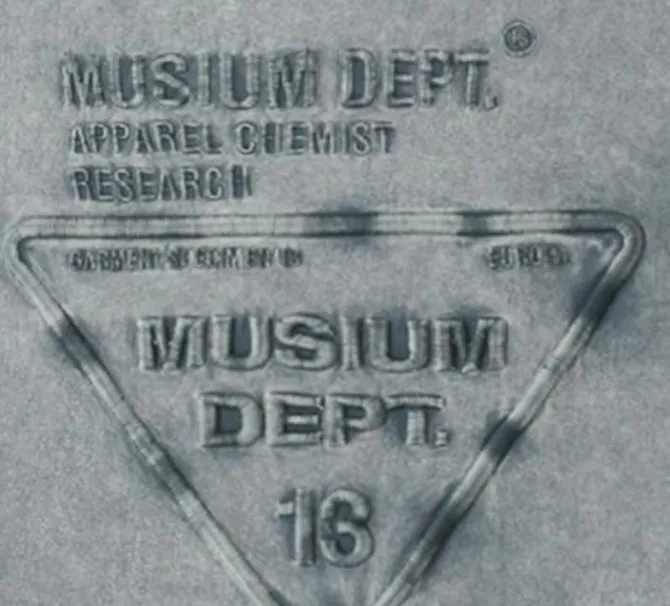 MUSIUM DEPT.®
APPAREL CHEMIST
RESEARCH
MUSIUM
DEPT.
16